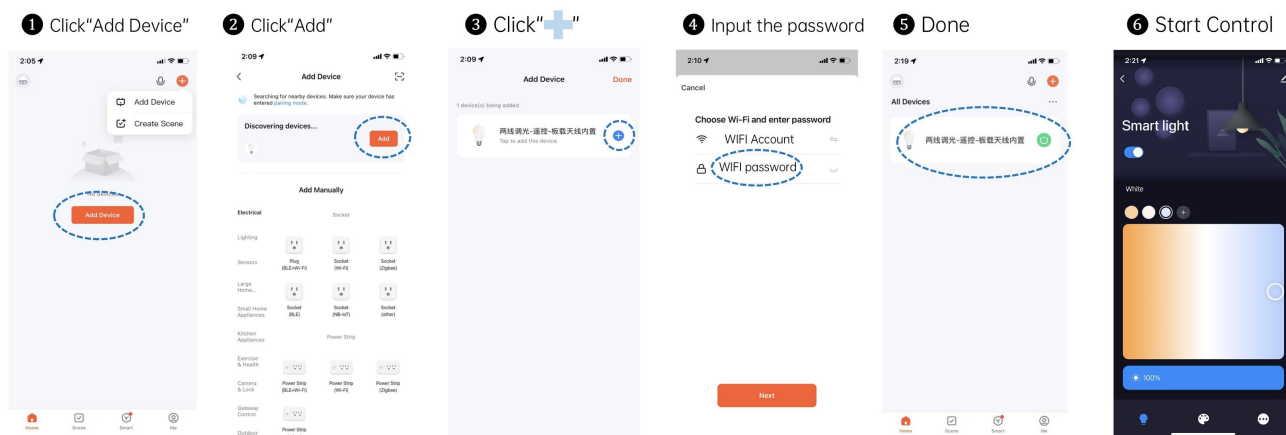 ❶ Click"Add Device"
2:05
Add Device
Create Scene
Add Device
Home
Scene
Smart
Me
❷ Click"Add"
2:09
Add Device
Searching for nearby devices. Make sure your device has
entered pairing mode.
Discovering devices...
Add
Add Manually
Electrical
Socket
Lighting
Sensors
Large
Home...
Small Home
Appliances
Kitchen
Appliances
Exercise
& Health
Camera
& Lock
Gateway
Control
Outdoor
Plug
(BLE+Wi-Fi)
Socket
(Wi-Fi)
Socket
(Zigbee)
Socket
(BLE)
Socket
(NB-IoT)
Socket
(other)
Power Strip
Power Strip
(BLE+Wi-Fi)
Power Strip
(Wi-Fi)
Power Strip
(Zigbee)
Power Strip
❸ Click"+"
2:09
Add Device
Done
1 device(s) being added
两线调光-遥控-板载天线内置
Tap to add this device
❹ Input the password
2:10
Cancel
Choose Wi-Fi and enter password
WIFI Account
WIFI password
Next
❺ Done
2:19
All Devices
两线调光-遥控-板载天线内置
Home
Scene
Smart
Me
❻ Start Control
2:21
Smart light
White
100%